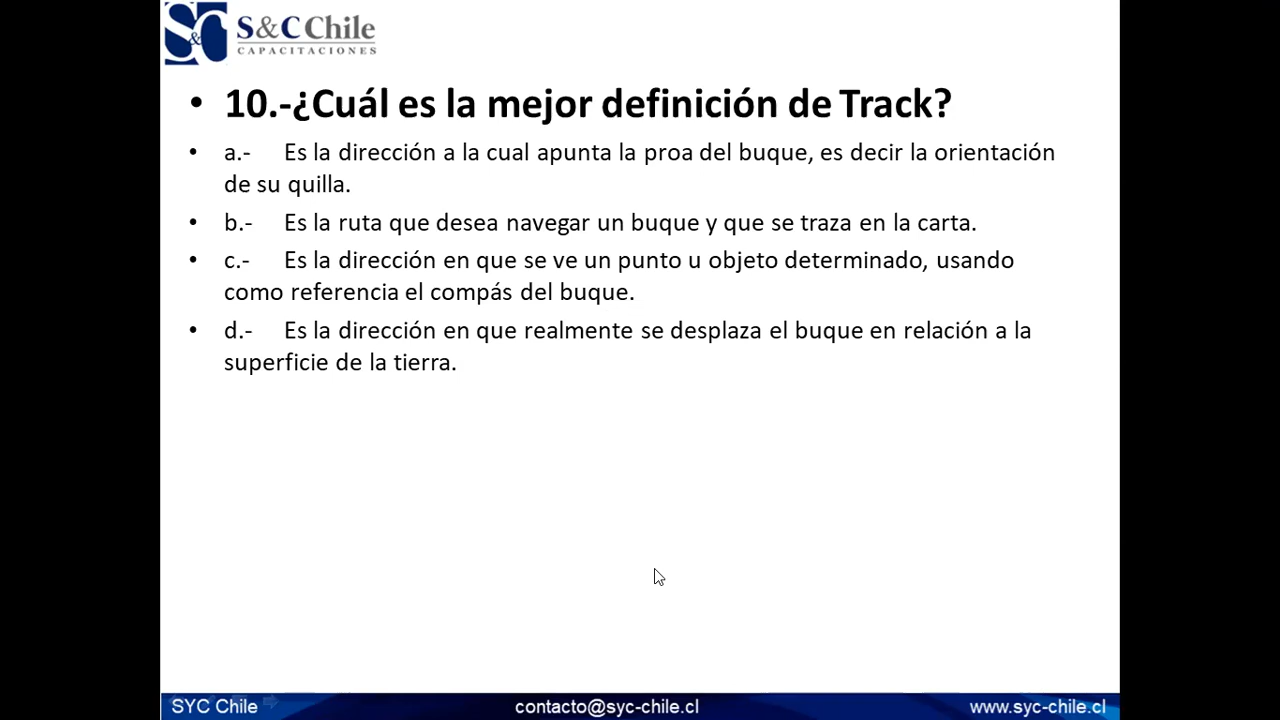 S&C Chile
CAPACITACIONES
• 10.-¿Cuál es la mejor definición de Track?
• a.- Es la dirección a la cual apunta la proa del buque, es decir la orientación
de su quilla.
• b.- Es la ruta que desea navegar un buque y que se traza en la carta.
• c.- Es la dirección en que se ve un punto u objeto determinado, usando
como referencia el compás del buque.
• d.- Es la dirección en que realmente se desplaza el buque en relación a la
superficie de la tierra.
SYC Chile contacto@syc-chile.cl www.syc-chile.cl